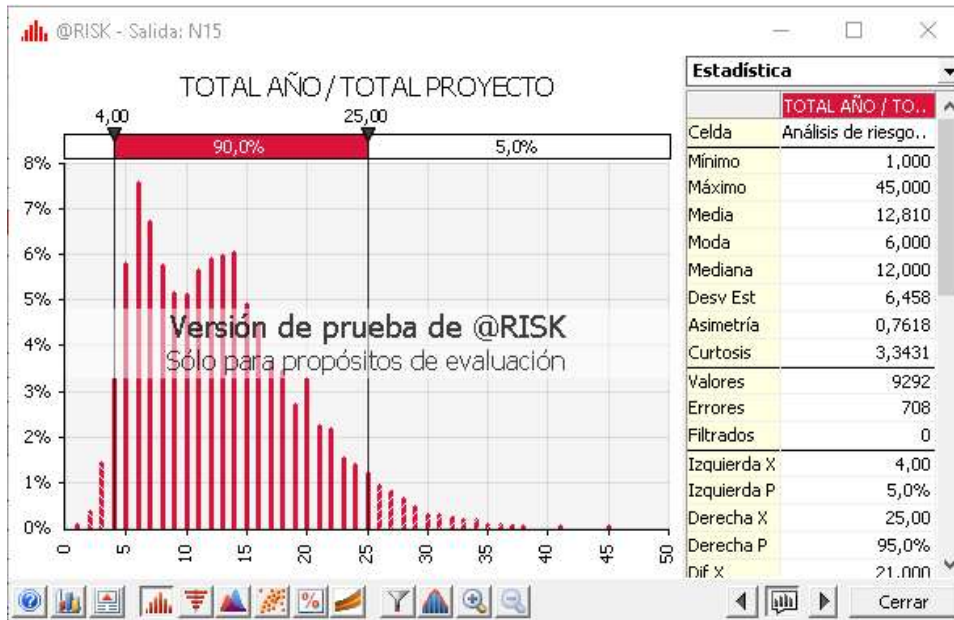 @RISK - Salida: N15
TOTAL AÑO / TOTAL PROYECTO
4,00 25,00
90,0% 5,0%
8%
7%
6%
5%
4%
3%
2%
1%
0%
0 5 10 15 20 25 30 35 40 45 50
Versión de prueba de @RISK
Sólo para propósitos de evaluación
Estadística
TOTAL AÑO / TO..
Celda Análisis de riesgo..
Mínimo 1,000
Máximo 45,000
Media 12,810
Moda 6,000
Mediana 12,000
Desv Est 6,458
Asimetría 0,7618
Curtosis 3,3431
Valores 9292
Errores 708
Filtrados 0
Izquierda X 4,00
Izquierda P 5,0%
Derecha X 25,00
Derecha P 95,0%
Dif X 21,000
%
Cerrar